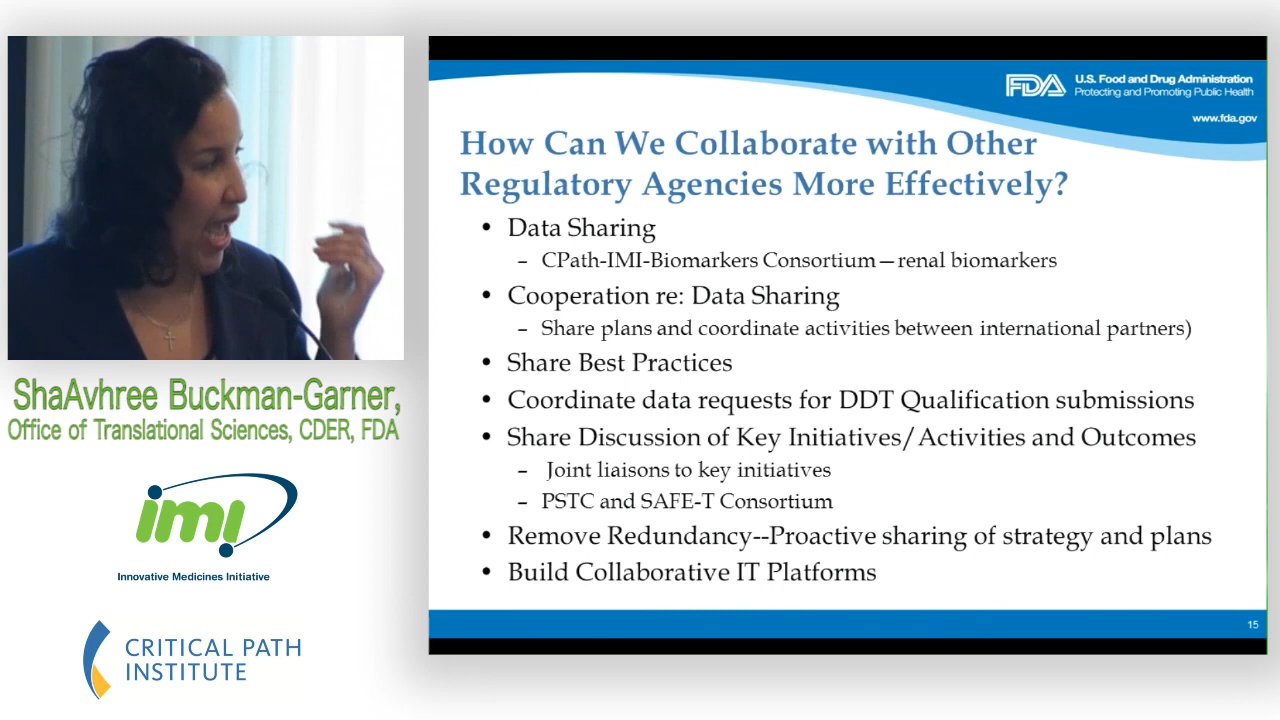 FDA U.S. Food and Drug Administration
Protecting and Promoting Public Health
www.fda.gov
How Can We Collaborate with Other
Regulatory Agencies More Effectively?
• Data Sharing
– CPath-IMI-Biomarkers Consortium—renal biomarkers
• Cooperation re: Data Sharing
– Share plans and coordinate activities between international partners)
• Share Best Practices
• Coordinate data requests for DDT Qualification submissions
• Share Discussion of Key Initiatives/Activities and Outcomes
– Joint liaisons to key initiatives
– PSTC and SAFE-T Consortium
• Remove Redundancy--Proactive sharing of strategy and plans
• Build Collaborative IT Platforms
15
ShaAvhree Buckman-Garner,
Office of Translational Sciences, CDER, FDA
imi
Innovative Medicines Initiative
CRITICAL PATH
INSTITUTE